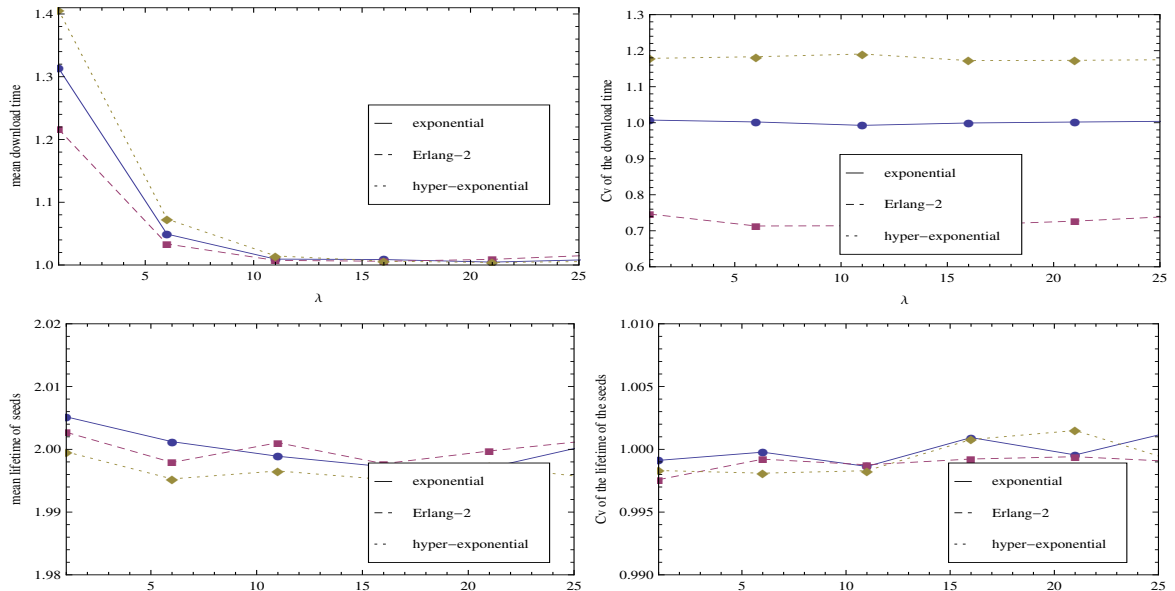 mean download time
1.4
1.3
1.2
1.1
1.0
5
10
15
20
25
λ
exponential
Erlang−2
hyper−exponential
Cv of the download time
1.3
1.2
1.1
1.0
0.9
0.8
0.7
0.6
5
10
15
20
25
λ
exponential
Erlang−2
hyper−exponential
mean lifetime of seeds
2.02
2.01
2.00
1.99
1.98
5
10
15
20
25
exponential
Erlang−2
hyper−exponential
Cv of the lifetime of the seeds
1.010
1.005
1.000
0.995
0.990
5
10
15
20
25
exponential
Erlang−2
hyper−exponential